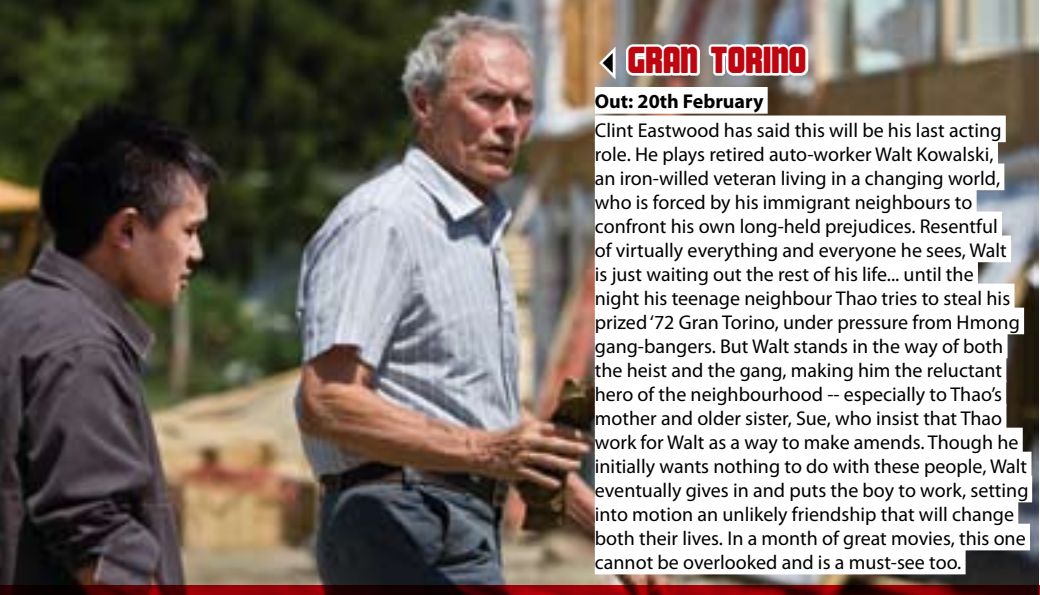 GRAN TORINO
Out: 20th February
Clint Eastwood has said this will be his last acting
role. He plays retired auto-worker Walt Kowalski,
an iron-willed veteran living in a changing world,
who is forced by his immigrant neighbours to
confront his own long-held prejudices. Resentful
of virtually everything and everyone he sees, Walt
is just waiting out the rest of his life... until the
night his teenage neighbour Thao tries to steal his
prized ‘72 Gran Torino, under pressure from Hmong
gang-bangers. But Walt stands in the way of both
the heist and the gang, making him the reluctant
hero of the neighbourhood -- especially to Thao’s
mother and older sister, Sue, who insist that Thao
work for Walt as a way to make amends. Though he
initially wants nothing to do with these people, Walt
eventually gives in and puts the boy to work, setting
into motion an unlikely friendship that will change
both their lives. In a month of great movies, this one
cannot be overlooked and is a must-see too.